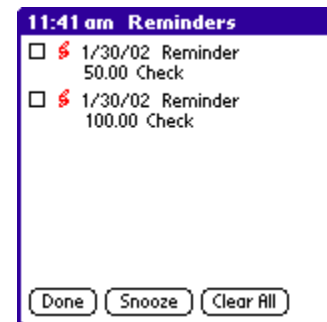 11:41 am Reminders
1/30/02 Reminder
50.00 Check
1/30/02 Reminder
100.00 Check
Done Snooze Clear All